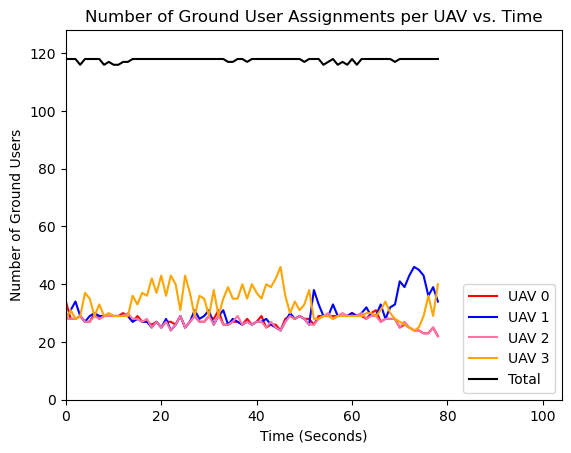 Number of Ground User Assignments per UAV vs. Time
Number of Ground Users
120
100
80
60
40
20
0
0 20 40 60 80 100
Time (Seconds)
UAV 0
UAV 1
UAV 2
UAV 3
Total